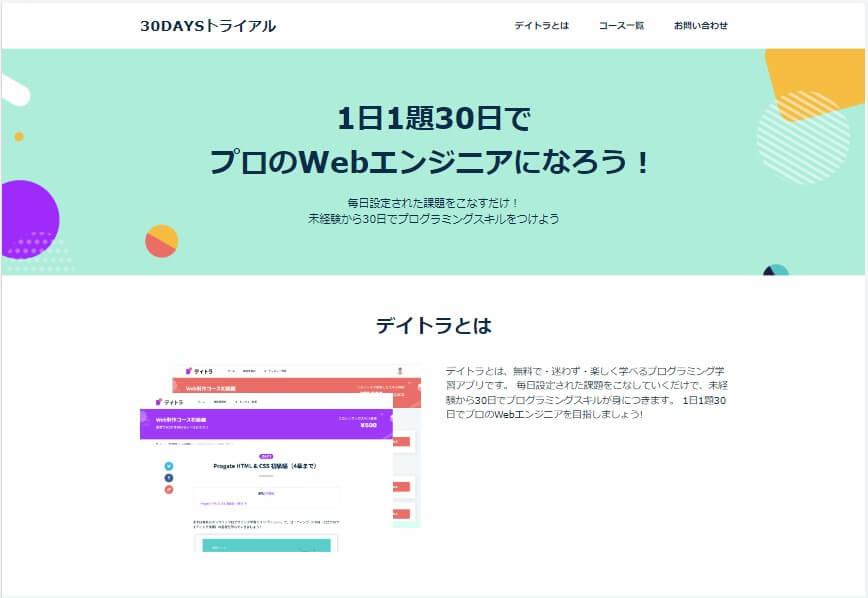 30DAYSトライアル
デイトラとは
コース一覧
お問い合わせ
1日1題30日で
プロのWebエンジニアになろう！
毎日設定された課題をこなすだけ！
未経験から30日でプログラミングスキルをつけよう
デイトラとは
デイトラとは、無料で・迷わず・楽しく学べるプログラミング学
習アプリです。 毎日設定された課題をこなしていくだけで、未経
験から30日でプログラミングスキルが身につきます。 1日1題30
日でプロのWebエンジニアを目指しましょう!
デイトラ
Web制作コース初級編
デイトラ
Web制作コース初級編
¥500
Progate HTML & CSS 初級編（4章まで）